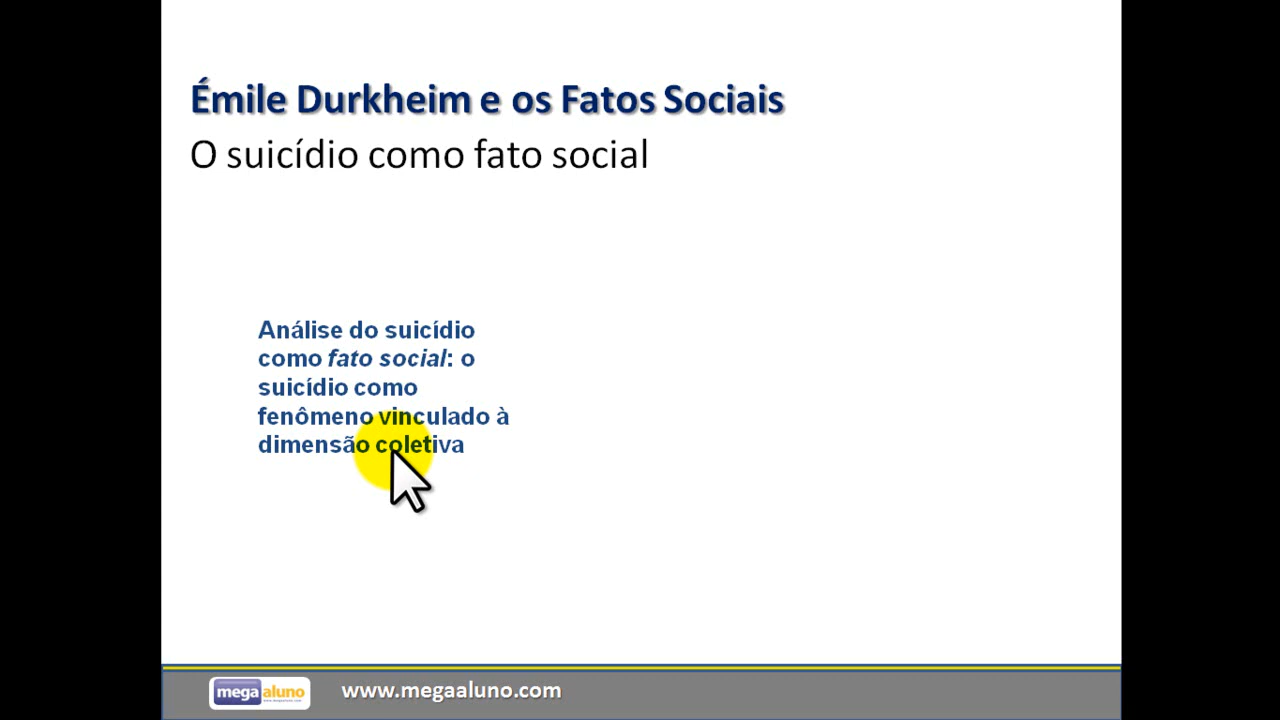 Émile Durkheim e os Fatos Sociais
O suicídio como fato social
Análise do suicídio
como fato social: o
suicídio como
fenômeno vinculado à
dimensão coletiva
megaaluno
www.megaaluno.com